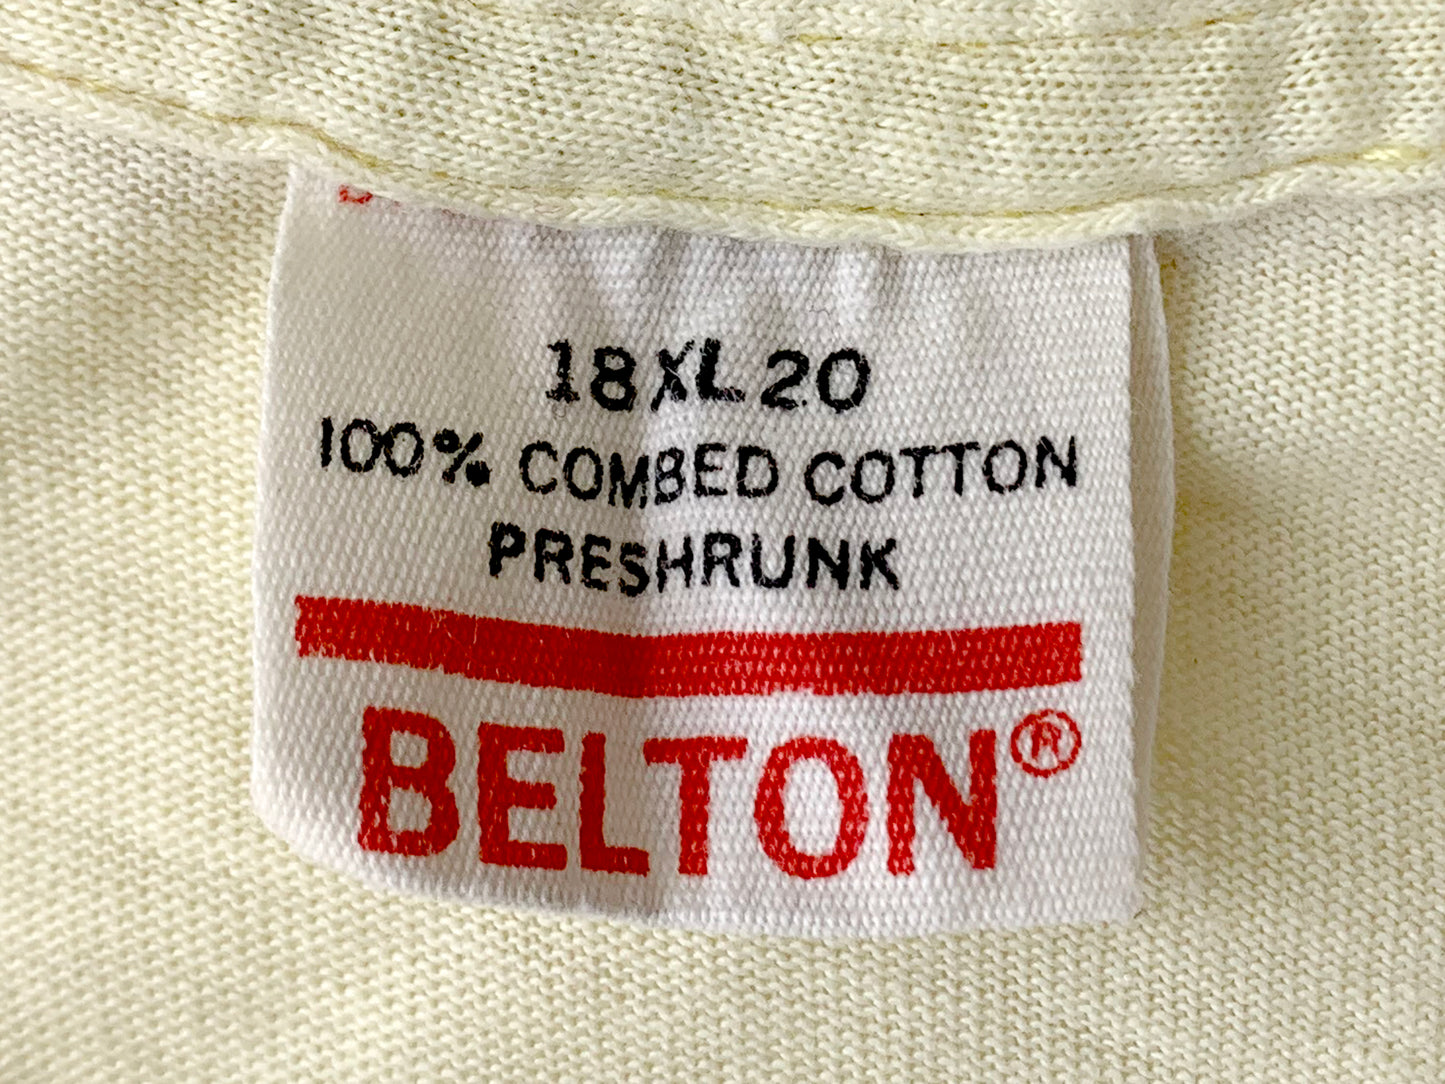 18 XL 20
100% COMBED COTTON
PRESHRUNK
BELTON®